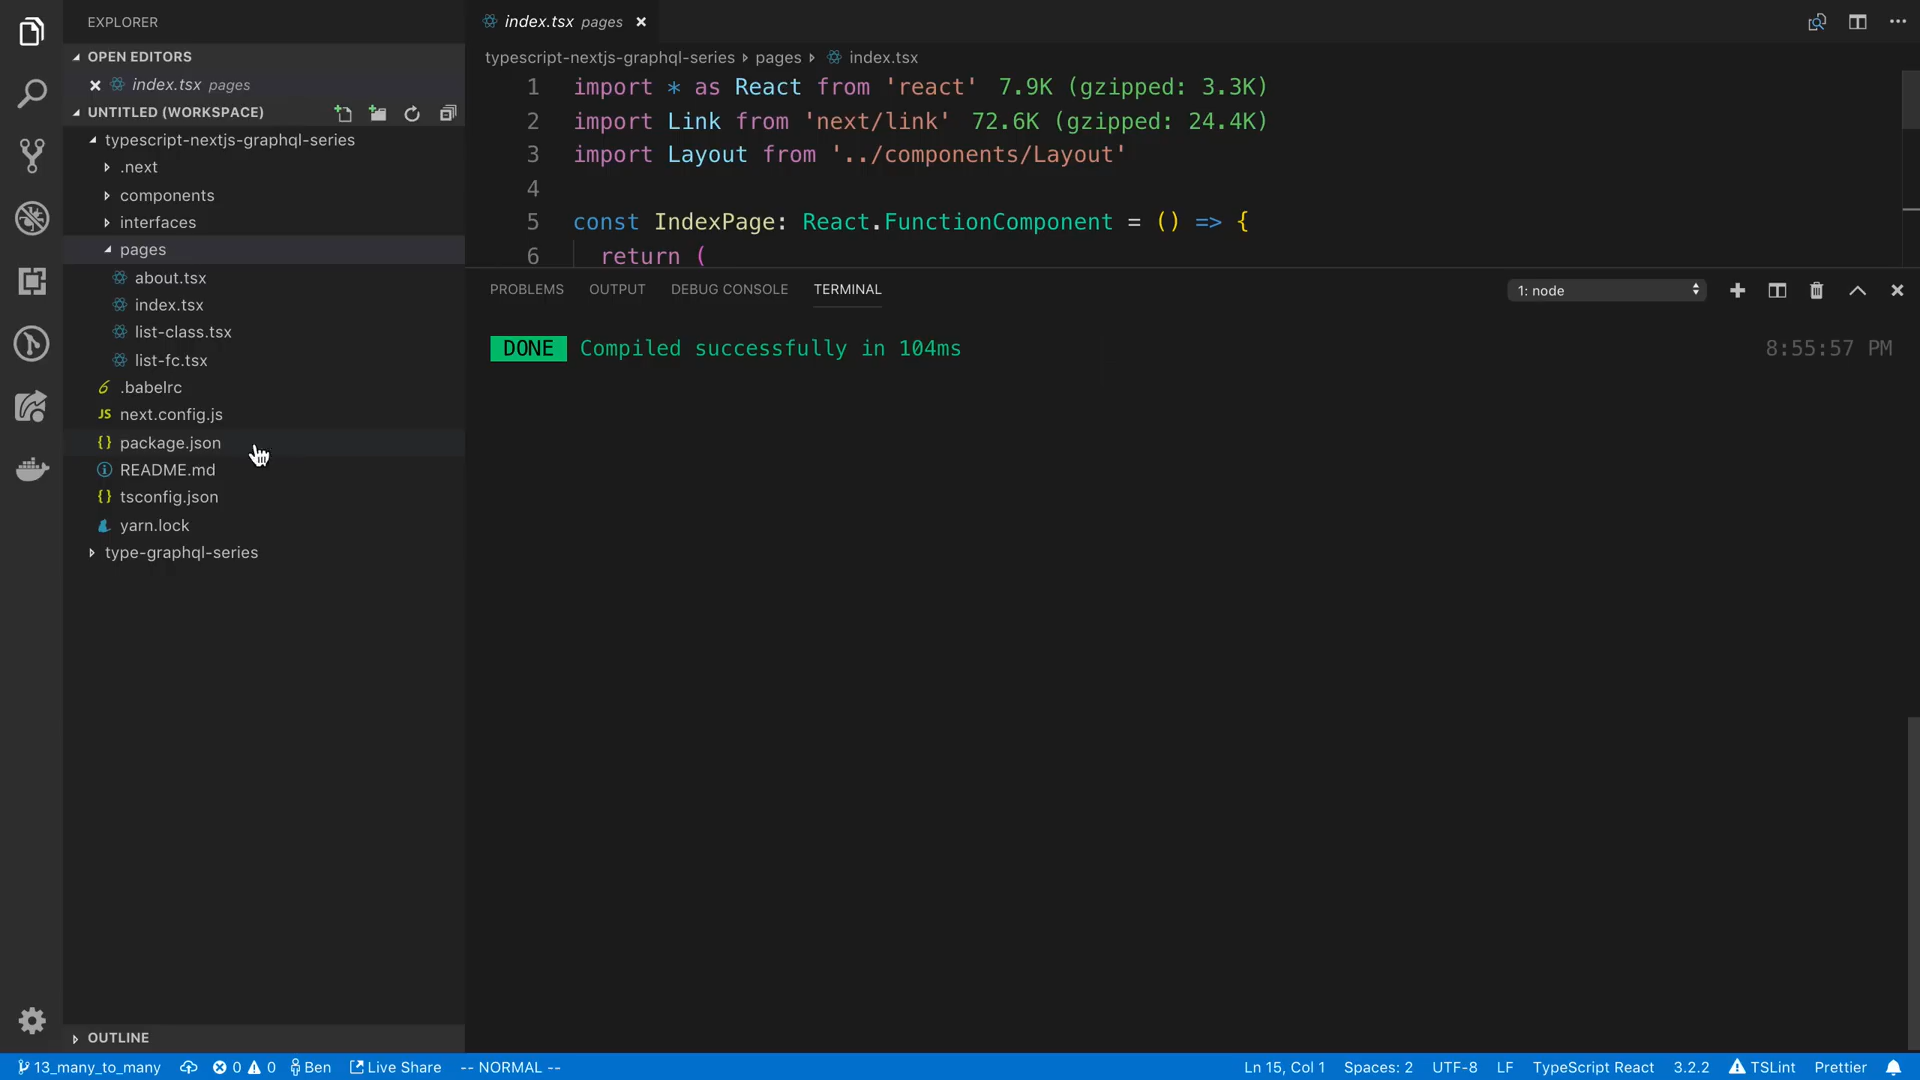 EXPLORER
OPEN EDITORS
index.tsx pages
UNTITLED (WORKSPACE)
typescript-nextjs-graphql-series
.next
components
interfaces
pages
about.tsx
index.tsx
list-class.tsx
list-fc.tsx
.babelrc
JS next.config.js
{} package.json
README.md
{} tsconfig.json
yarn.lock
type-graphql-series
OUTLINE
index.tsx pages
typescript-nextjs-graphql-series pages index.tsx
1 import * as React from 'react' 7.9K (gzipped: 3.3K)
2 import Link from 'next/link' 72.6K (gzipped: 24.4K)
3 import Layout from '../components/Layout'
4
5 const IndexPage: React.FunctionComponent = () => {
6 return (
PROBLEMS OUTPUT DEBUG CONSOLE TERMINAL 1: node
DONE Compiled successfully in 104ms 8:55:57 PM
13_many_to_many 0 0 Ben Live Share -- NORMAL -- Ln 15, Col 1 Spaces: 2 UTF-8 LF TypeScript React 3.2.2 TSLint Prettier